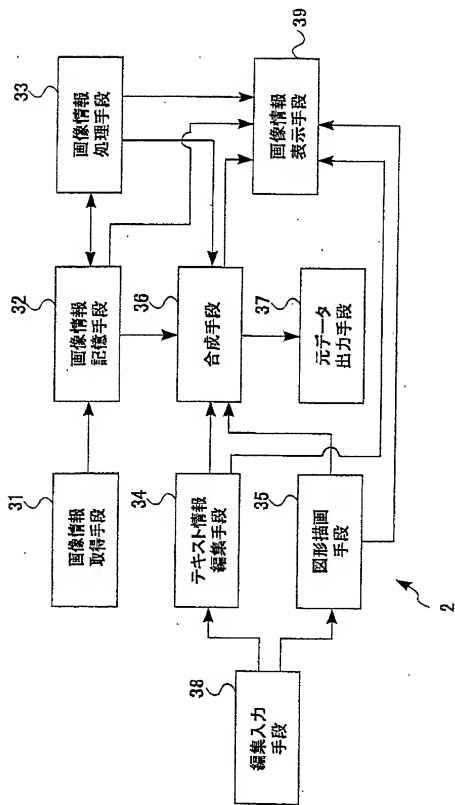 31
画像情報
取得手段
32
画像情報
記憶手段
33
画像情報
処理手段
34
テキスト情報
編集手段
36
合成手段
39
画像情報
表示手段
35
図形描画
手段
37
元データ
出力手段
38
編集入力
手段
2